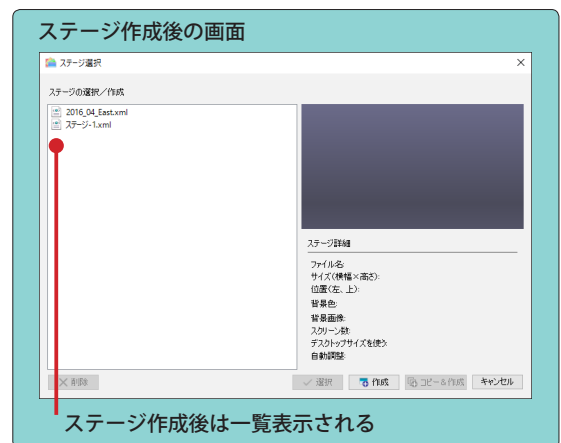 ステージ作成後の画面
ステージ選択
ステージの選択／作成
2016_04_East.xml
ステージ-1.xml
ステージ詳細
ファイル名:
サイズ(横幅×高さ):
位置(左、上):
背景色:
背景画像:
スクリーン数:
デスクトップサイズを使う:
自動調整:
削除
選択
作成
コピー＆作成
キャンセル
ステージ作成後は一覧表示される